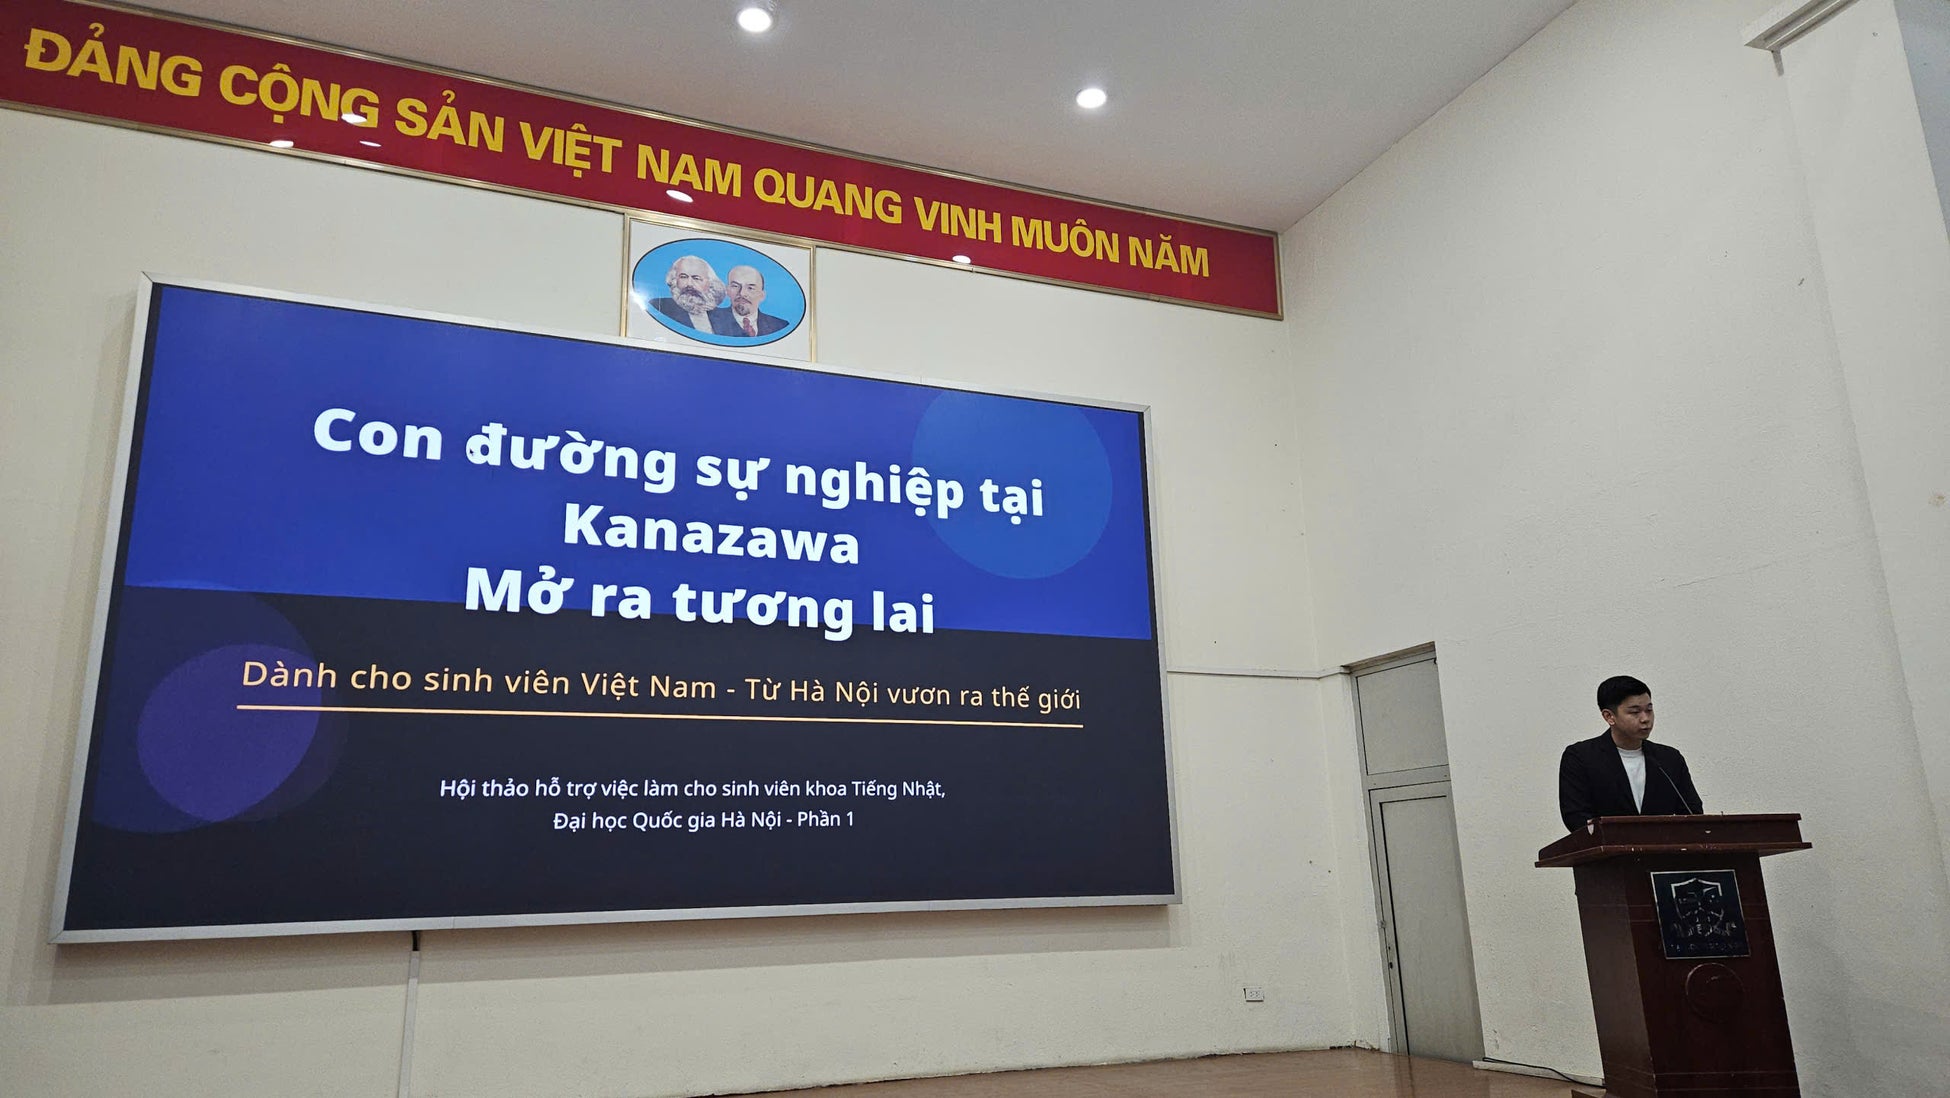 ĐẢNG CỘNG SẢN VIỆT NAM QUANG VINH MUÔN NĂM
Con đường sự nghiệp tại
Kanazawa
Mở ra tương lai
Dành cho sinh viên Việt Nam - Từ Hà Nội vươn ra thế giới
Hội thảo hỗ trợ việc làm cho sinh viên khoa Tiếng Nhật,
Đại học Quốc gia Hà Nội - Phần 1